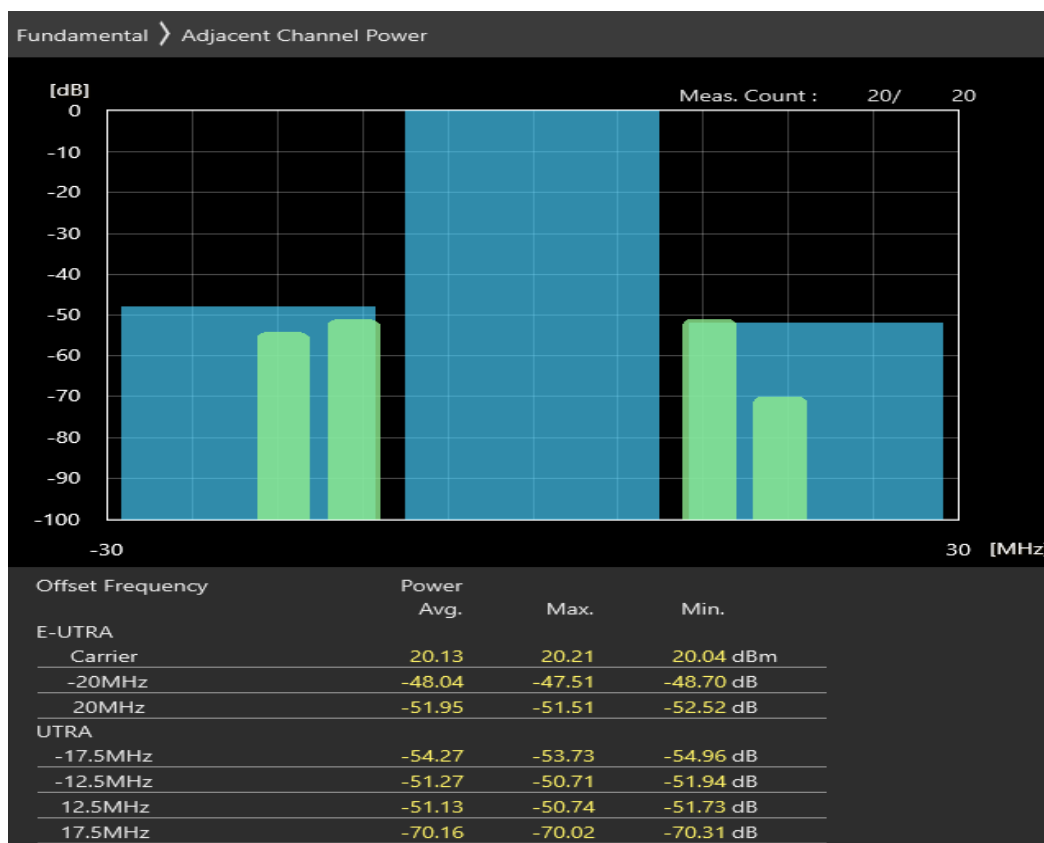 Fundamental 〉 Adjacent Channel Power
[dB]
Meas. Count : 20/ 20
0
-10
-20
-30
-40
-50
-60
-70
-80
-90
-100
-30 30 [MHz
Offset Frequency Power
Avg. Max. Min.
E-UTRA
Carrier 20.13 20.21 20.04 dBm
-20MHz -48.04 -47.51 -48.70 dB
20MHz -51.95 -51.51 -52.52 dB
UTRA
-17.5MHz -54.27 -53.73 -54.96 dB
-12.5MHz -51.27 -50.71 -51.94 dB
12.5MHz -51.13 -50.74 -51.73 dB
17.5MHz -70.16 -70.02 -70.31 dB